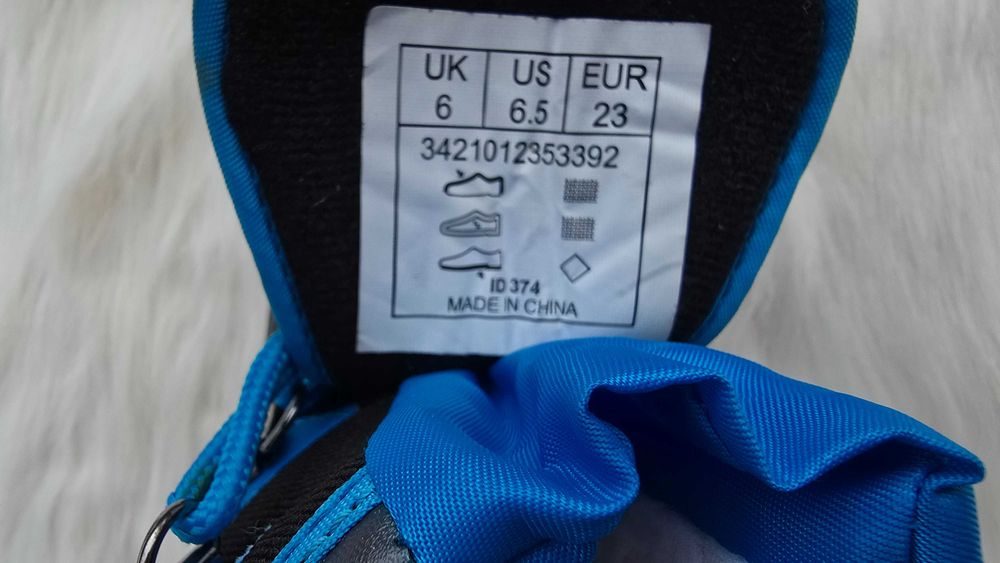 UK US EUR
6 6.5 23
3421012353392
ID 374
MADE IN CHINA